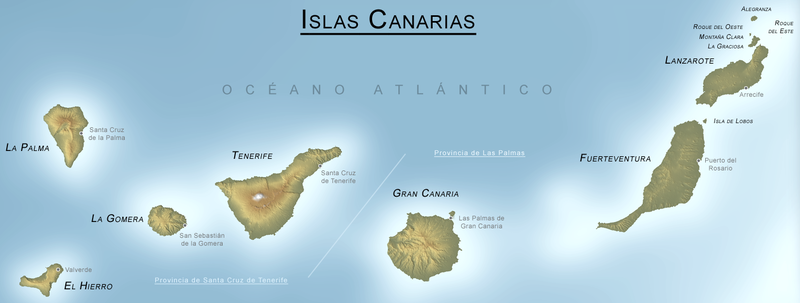 Islas Canarias
Alegranza
Roque del Oeste
Roque
del Este
Montaña Clara
La Graciosa
Lanzarote
OCÉANO ATLÁNTICO
Arrecife
Isla de Lobos
Santa Cruz
de la Palma
La Palma
Tenerife
Provincia de Las Palmas
Fuerteventura
Puerto del
Rosario
Santa Cruz
de Tenerife
Gran Canaria
La Gomera
Las Palmas de
Gran Canaria
San Sebastián
de la Gomera
Valverde
El Hierro
Provincia de Santa Cruz de Tenerife